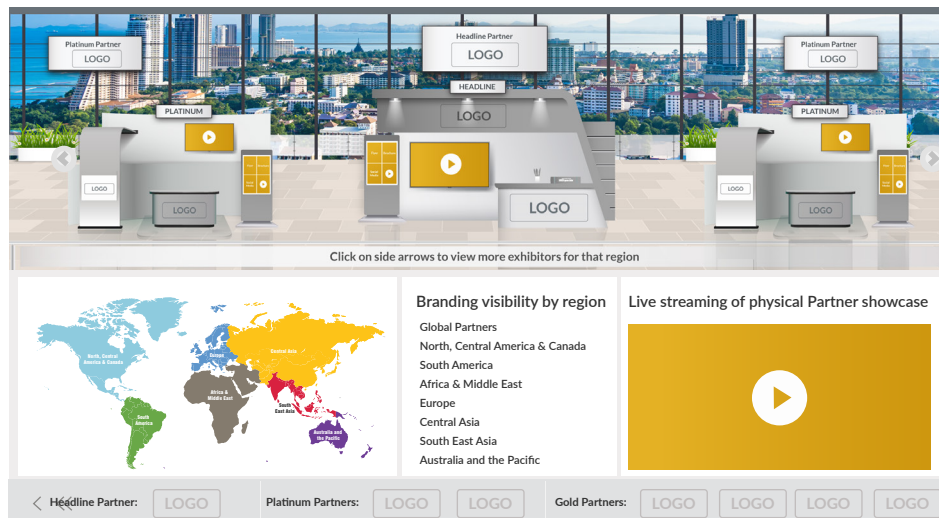 Platinum Partner
LOGO
Headline Partner
LOGO
Platinum Partner
LOGO
HEADLINE
PLATINUM
LOGO
PLATINUM
LOGO
LOGO
LOGO
LOGO
LOGO
Click on side arrows to view more exhibitors for that region
North, Central
America & Canada
Europe
Central Asia
Africa &
Middle East
South
East Asia
South
America
Australia and
the Pacific
Branding visibility by region
Global Partners
North, Central America & Canada
South America
Africa & Middle East
Europe
Central Asia
South East Asia
Australia and the Pacific
Live streaming of physical Partner showcase
Headline Partner:
LOGO
Platinum Partners:
LOGO
LOGO
Gold Partners:
LOGO
LOGO
LOGO
LOGO